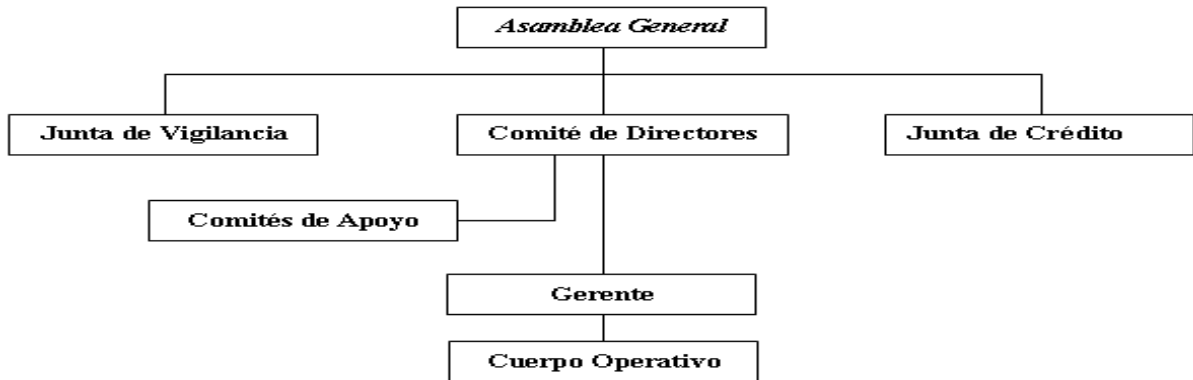 Asamblea General
Junta de Vigilancia
Comité de Directores
Junta de Crédito
Comités de Apoyo
Gerente
Cuerpo Operativo